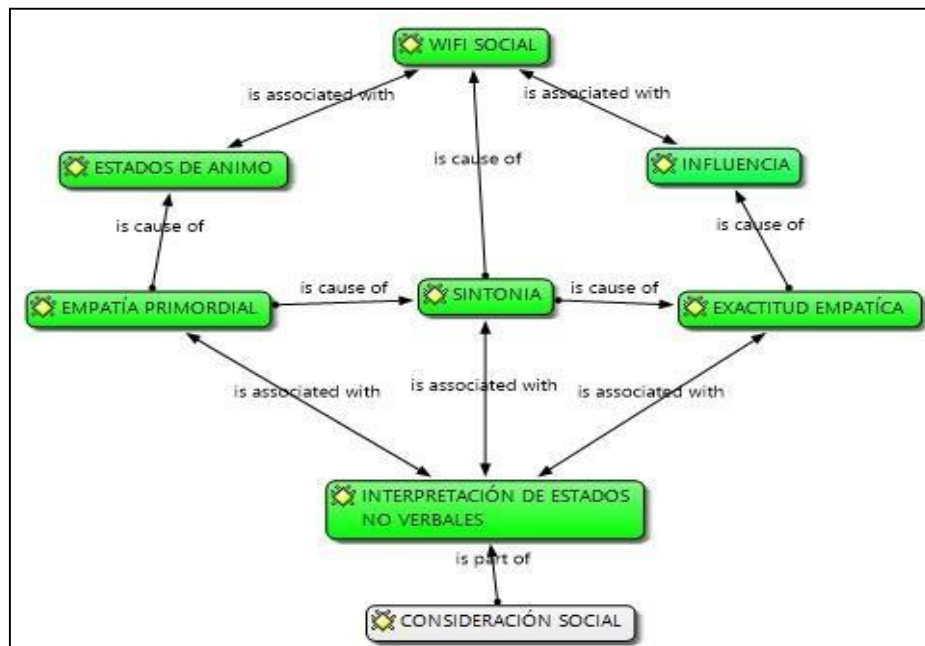 WIFI SOCIAL
is associated with
is associated with
is cause of
ESTADOS DE ANIMO
INFLUENCIA
is cause of
is cause of
is cause of
is cause of
EMPATÍA PRIMORDIAL
SINTONIA
EXACTITUD EMPATÍCA
is associated with
is associated with
is associated with
INTERPRETACIÓN DE ESTADOS
NO VERBALES
is part of
CONSIDERACIÓN SOCIAL